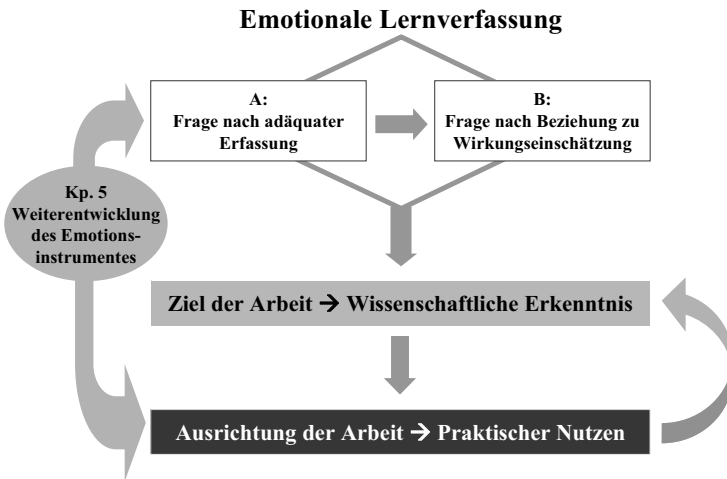 Emotionale Lernverfassung
A:
Frage nach adäquater
Erfassung
B:
Frage nach Beziehung zu
Wirkungseinschätzung
Kp. 5
Weiterentwicklung
des Emotions-
instrumentes
Ziel der Arbeit → Wissenschaftliche Erkenntnis
Ausrichtung der Arbeit → Praktischer Nutzen